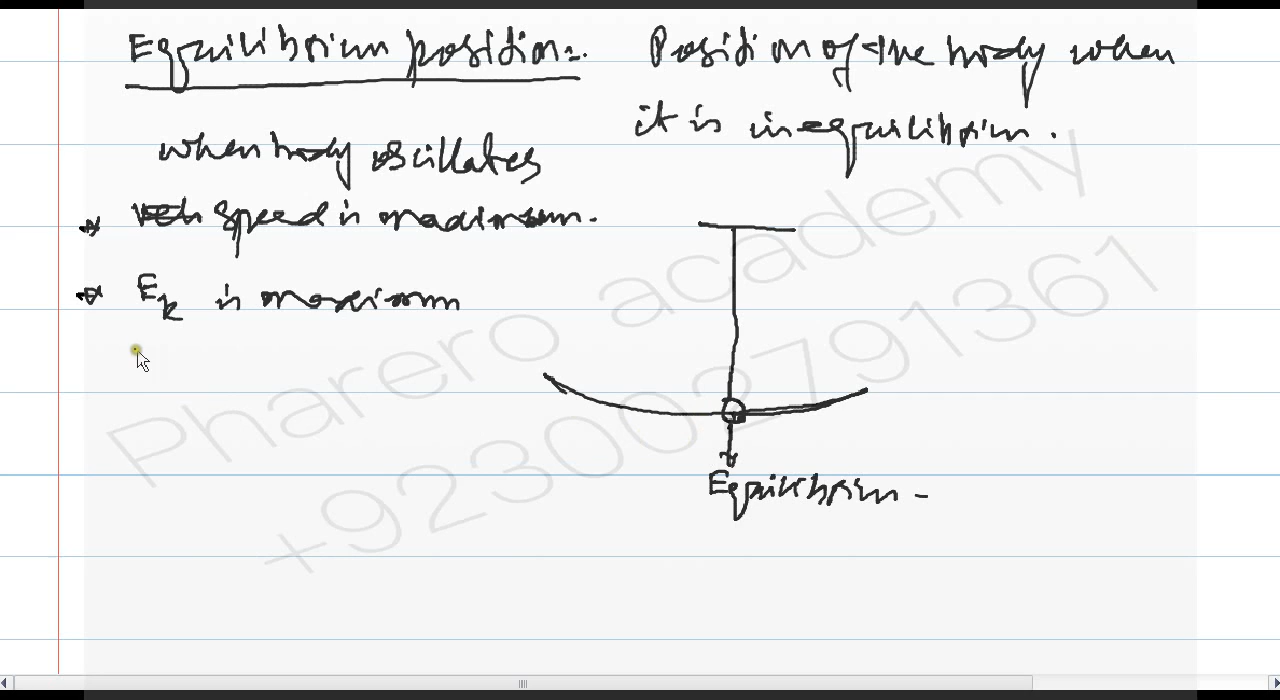 Equilibrium position:. Position of the body when
it is in equilibrium.
when body oscillates
→ speed is maximum.
→ Ek is maximum
Equilibrium -
Pharero academy
+923002791361